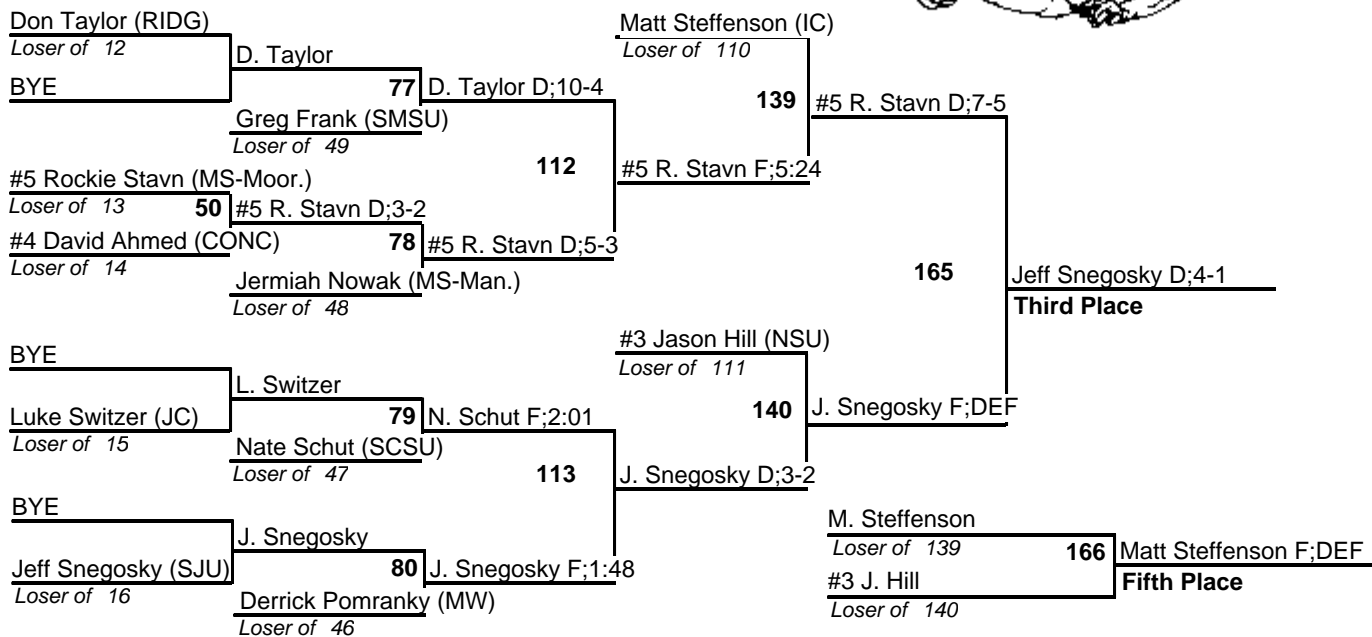 Don Taylor (RIDG)
Loser of 12
BYE
D. Taylor
77
Greg Frank (SMSU)
Loser of 49
D. Taylor D;10-4
#5 Rockie Stavn (MS-Moor.)
Loser of 13
50
#4 David Ahmed (CONC)
Loser of 14
#5 R. Stavn D;3-2
78
Jermiah Nowak (MS-Man.)
Loser of 48
#5 R. Stavn D;5-3
112
Matt Steffenson (IC)
Loser of 110
139
#5 R. Stavn F;5:24
#5 R. Stavn D;7-5
BYE
Luke Switzer (JC)
Loser of 15
L. Switzer
79
Nate Schut (SCSU)
Loser of 47
N. Schut F;2:01
BYE
Jeff Snegosky (SJU)
Loser of 16
J. Snegosky
80
Derrick Pomranky (MW)
Loser of 46
J. Snegosky F;1:48
113
#3 Jason Hill (NSU)
Loser of 111
140
J. Snegosky D;3-2
J. Snegosky F;DEF
165
Jeff Snegosky D;4-1
Third Place
M. Steffenson
Loser of 139
166
#3 J. Hill
Loser of 140
Matt Steffenson F;DEF
Fifth Place